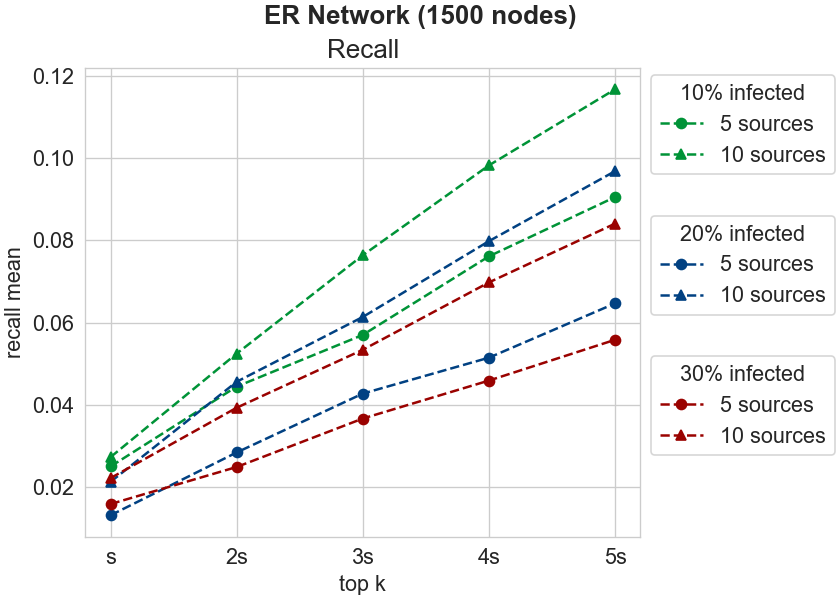 ER Network (1500 nodes)
Recall
0.12
0.10
0.08
0.06
0.04
0.02
recall mean
s 2s 3s 4s 5s
top k
10% infected
5 sources
10 sources
20% infected
5 sources
10 sources
30% infected
5 sources
10 sources